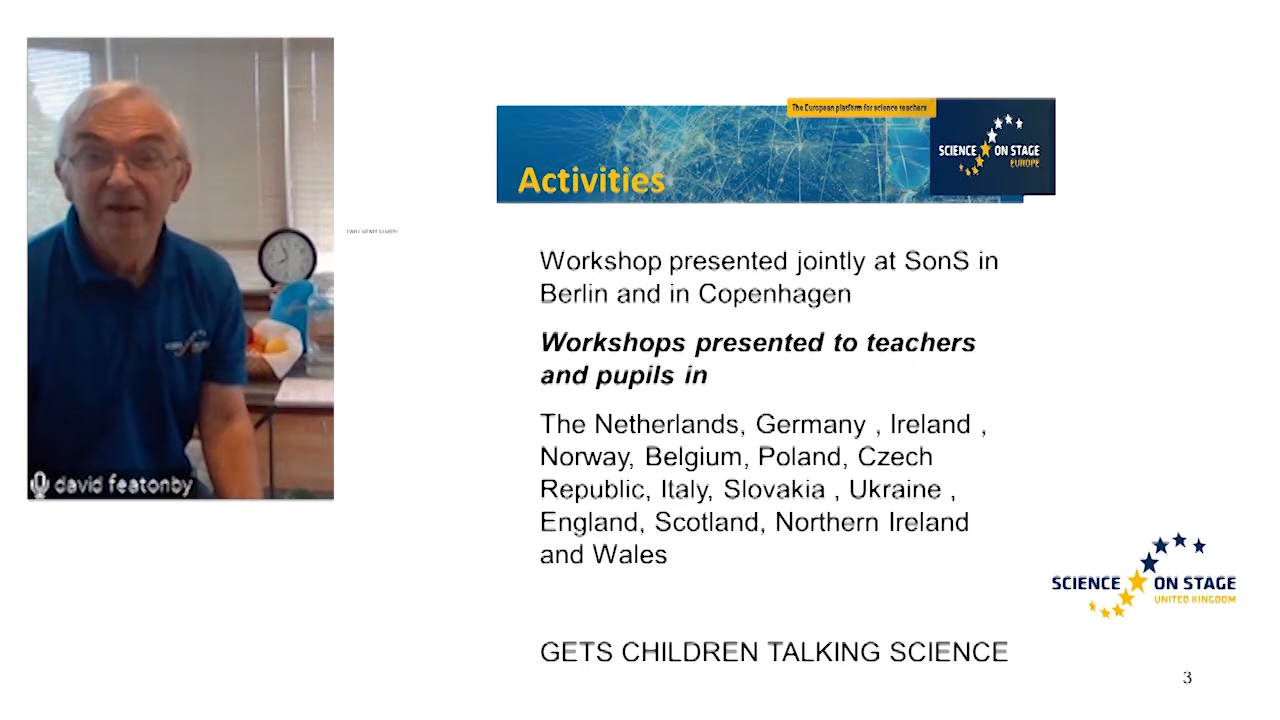 The European platform for science teachers
SCIENCE ON STAGE
EUROPE
Activities
Workshop presented jointly at SonS in
Berlin and in Copenhagen
Workshops presented to teachers
and pupils in
The Netherlands, Germany , Ireland ,
Norway, Belgium, Poland, Czech
Republic, Italy, Slovakia , Ukraine ,
England, Scotland, Northern Ireland
and Wales
GETS CHILDREN TALKING SCIENCE
david featonby
SCIENCE ON STAGE
UNITED KINGDOM
3